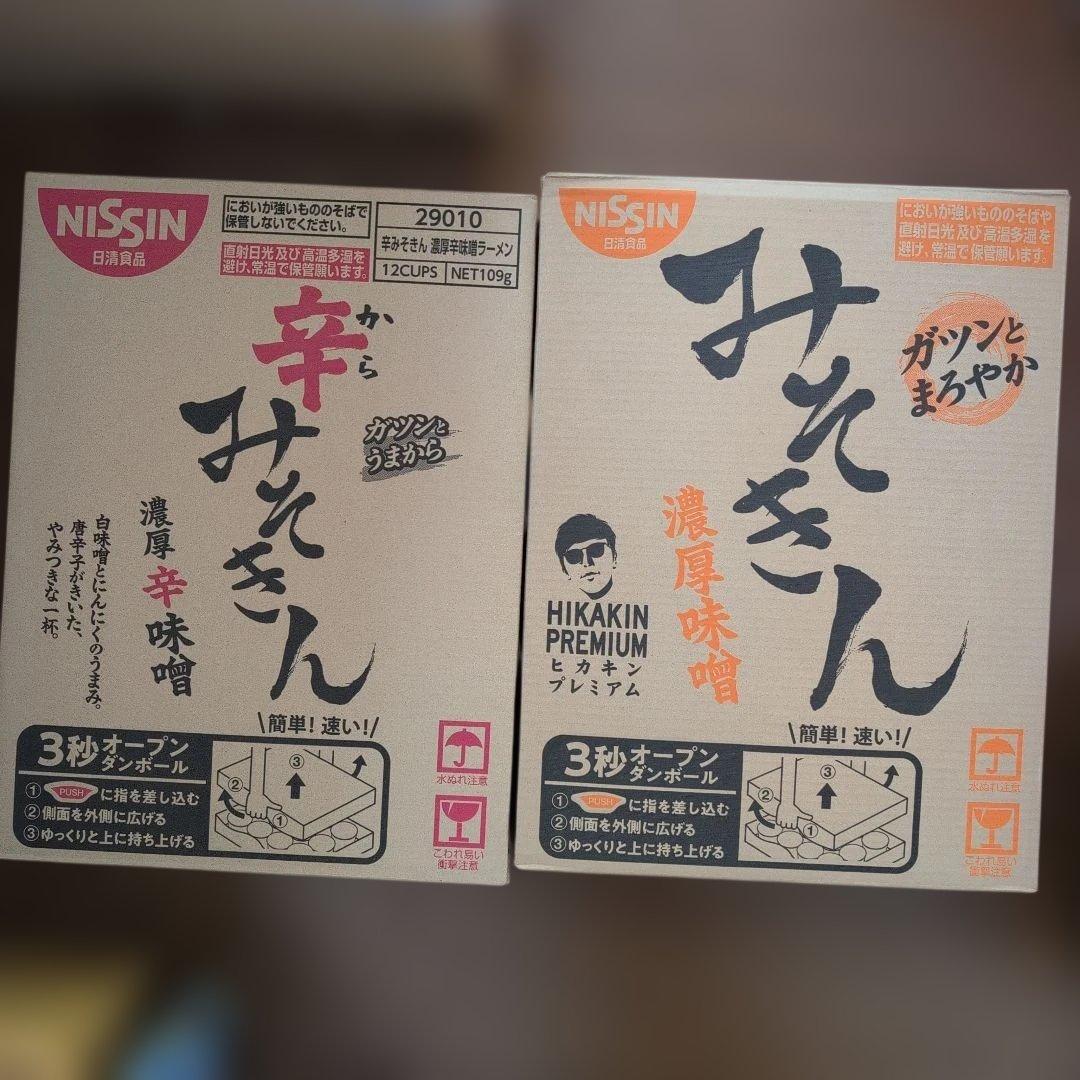 NISSIN
日清食品
においが強いもののそばで
保管しないでください。
直射日光及び高温多湿を
避け、常温で保管願います。
29010
辛みそきん 濃厚辛味噌ラーメン
12CUPS
NET109g
辛
から
みそきん
ガツンと
うまから
濃厚辛味噌
白味噌とにんにくのうまみ。
唐辛子がきいた、
やみつきな一杯。
\簡単!速い!/
3秒オープン
ダンボール
① PUSH に指を差し込む
② 側面を外側に広げる
③ ゆっくりと上に持ち上げる
③
②
①
水ぬれ注意
こわれ易い
衝撃注意
NISSIN
日清食品
においが強いもののそばや
直射日光及び高温多湿を
避け、常温で保管願います。
みそきん
ガツンと
まろやか
濃厚味噌
HIKAKIN
PREMIUM
ヒカキン
プレミアム
\簡単!速い!/
3秒オープン
ダンボール
① PUSH に指を差し込む
② 側面を外側に広げる
③ ゆっくりと上に持ち上げる
③
②
①
水ぬれ注意
こわれ易い
衝撃注意